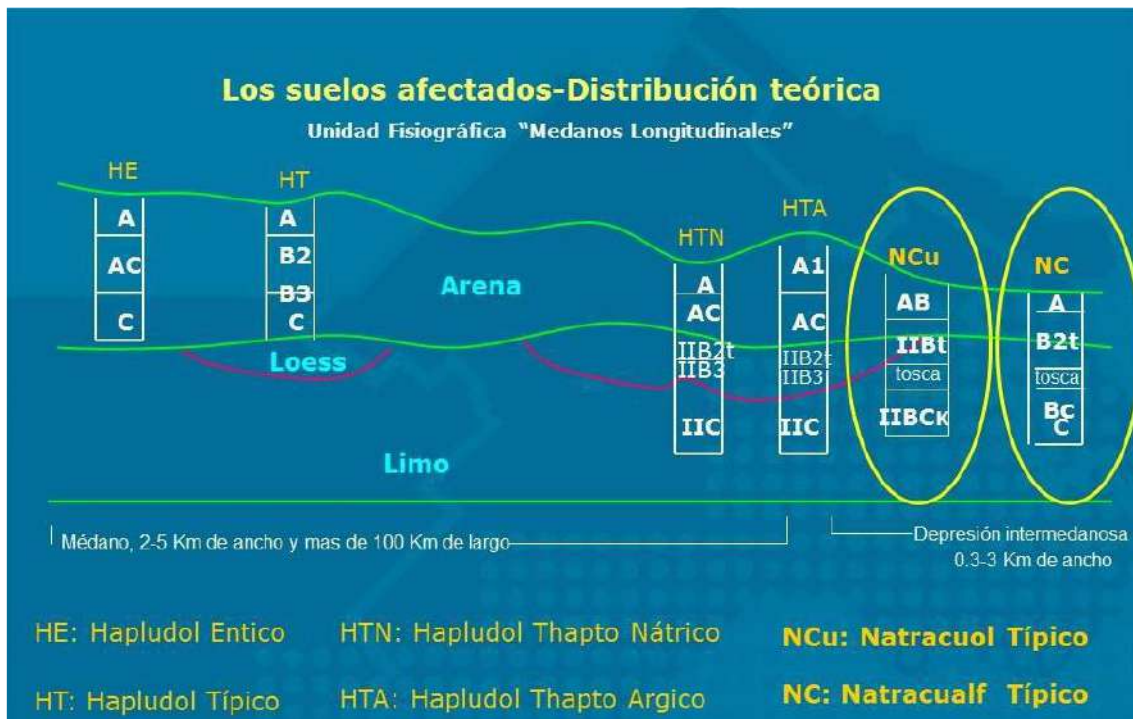 Los suelos afectados-Distribución teórica
Unidad Fisiográfica “Medanos Longitudinales”
HE
HT
HTN
HTA
NCu
NC
A
AC
C
A
B2
B3
C
A
AC
IIB2t
IIB3
IIC
A1
AC
IIB2t
IIB3
IIC
AB
IIBt
tosca
IIBCK
A
B2t
tosca
Bc
C
Arena
Loess
Limo
Médano, 2-5 Km de ancho y mas de 100 Km de largo
Depresión intermedanosa
0.3-3 Km de ancho
HE: Hapludol Entico
HTN: Hapludol Thapto Nátrico
NCu: Natracuol Típico
HT: Hapludol Típico
HTA: Hapludol Thapto Argico
NC: Natracualf Típico